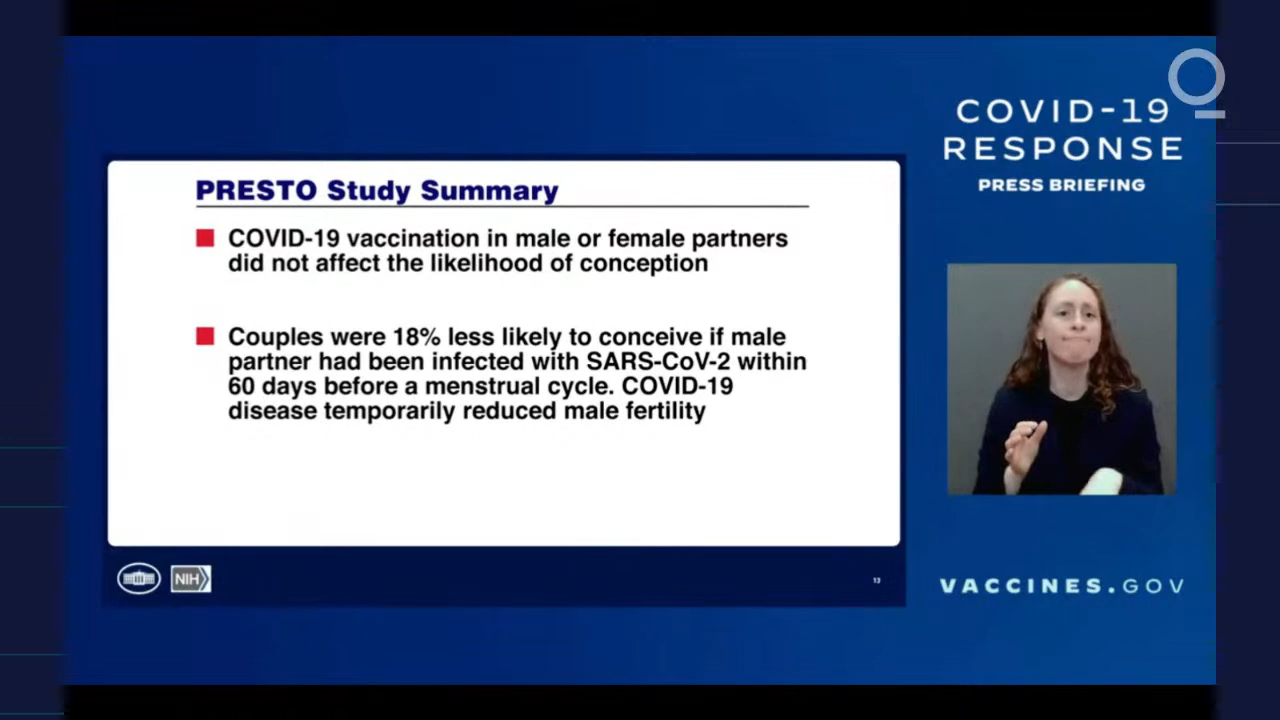 PRESTO Study Summary
COVID-19 vaccination in male or female partners
did not affect the likelihood of conception
Couples were 18% less likely to conceive if male
partner had been infected with SARS-CoV-2 within
60 days before a menstrual cycle. COVID-19
disease temporarily reduced male fertility
NIH
13
COVID-19
RESPONSE
PRESS BRIEFING
VACCINES.GOV